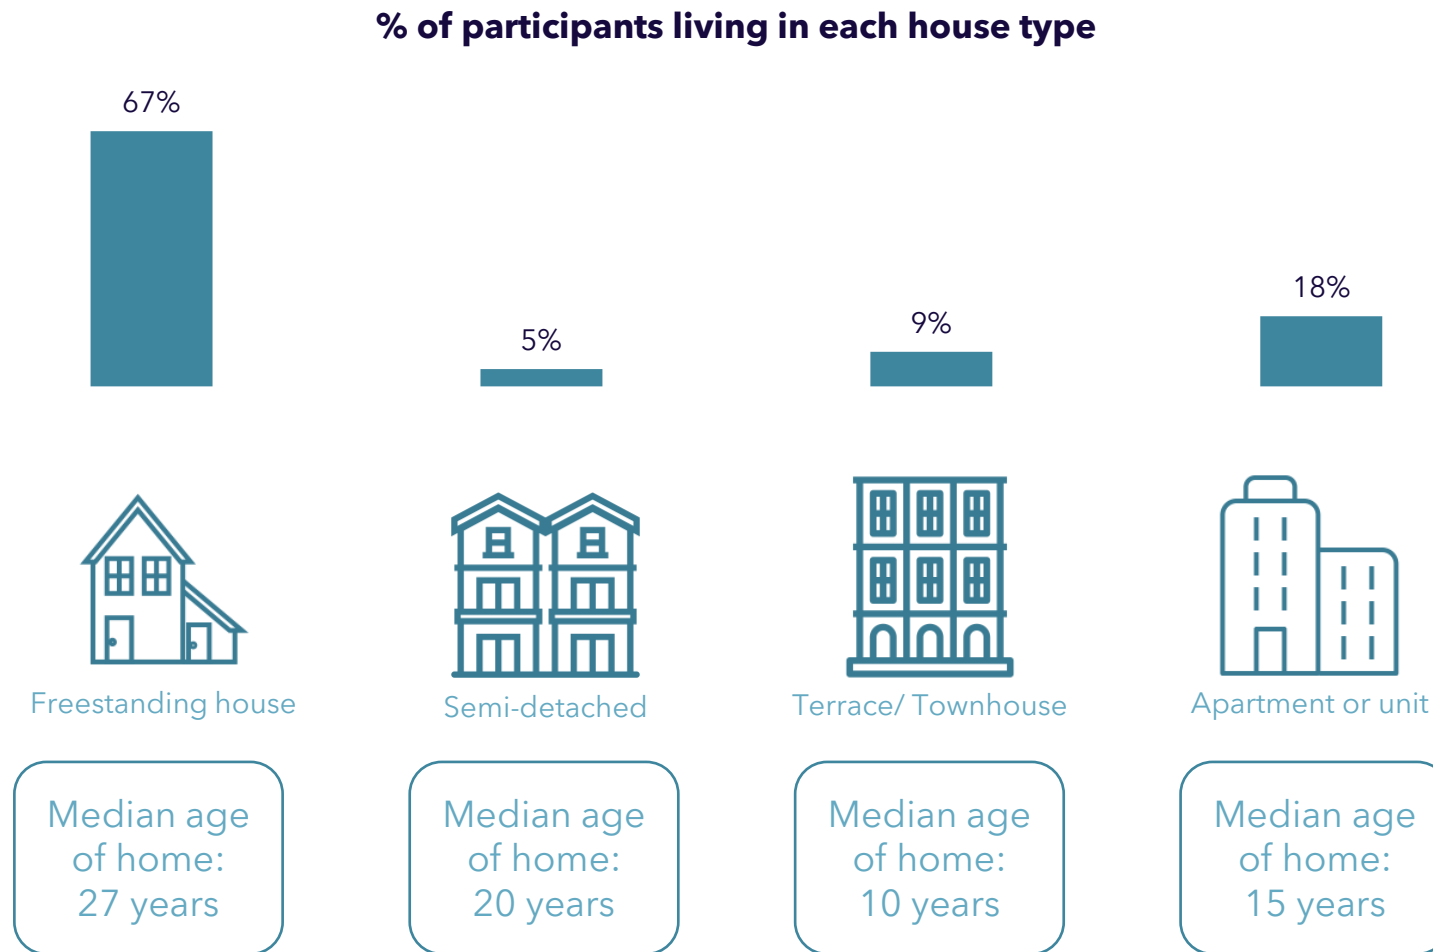 % of participants living in each house type
67%
5%
9%
18%
Freestanding house
Semi-detached
Terrace/ Townhouse
Apartment or unit
Median age
of home:
27 years
Median age
of home:
20 years
Median age
of home:
10 years
Median age
of home:
15 years